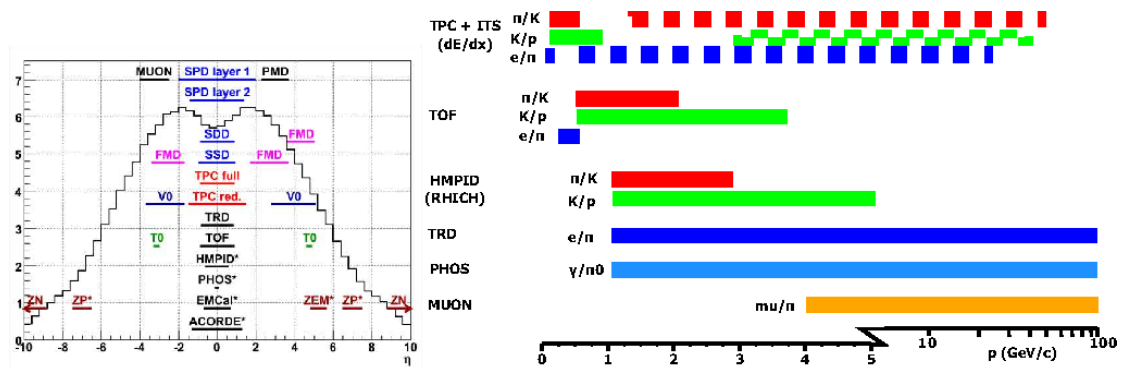 MUON SPD layer 1 PMD
SPD layer 2
SDD FMD
FMD SSD FMD
TPC full
V0 TPC red. V0
TRD
T0 TOF T0
HMPID*
PHOS*
ZN ZP* EMCal* ZEM* ZP* ZN
ACORDE*
7
6
5
4
3
2
1
0
-10 -8 -6 -4 -2 0 2 4 6 8 10
η
TPC + ITS
(dE/dx)
π/K
K/p
e/π
TOF
π/K
K/p
e/π
HMPID
(RHICH)
π/K
K/p
TRD e/π
PHOS γ/π0
MUON mu/π
0 1 2 3 4 5 10 100
p (GeV/c)